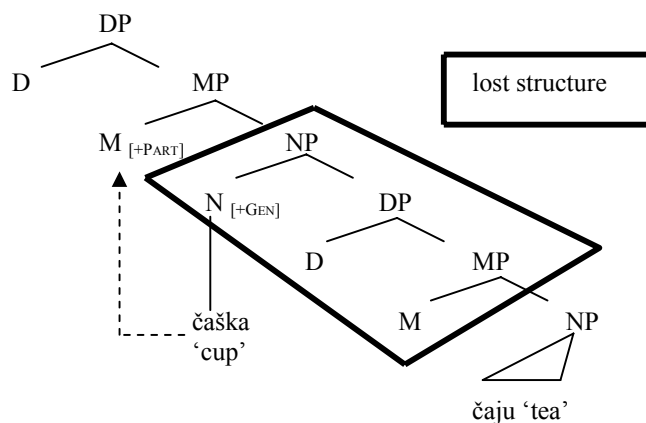 DP
D
MP
lost structure
M [+PART]
NP
N [+GEN]
DP
D
MP
M
NP
čaška
‘cup’
čaju ‘tea’